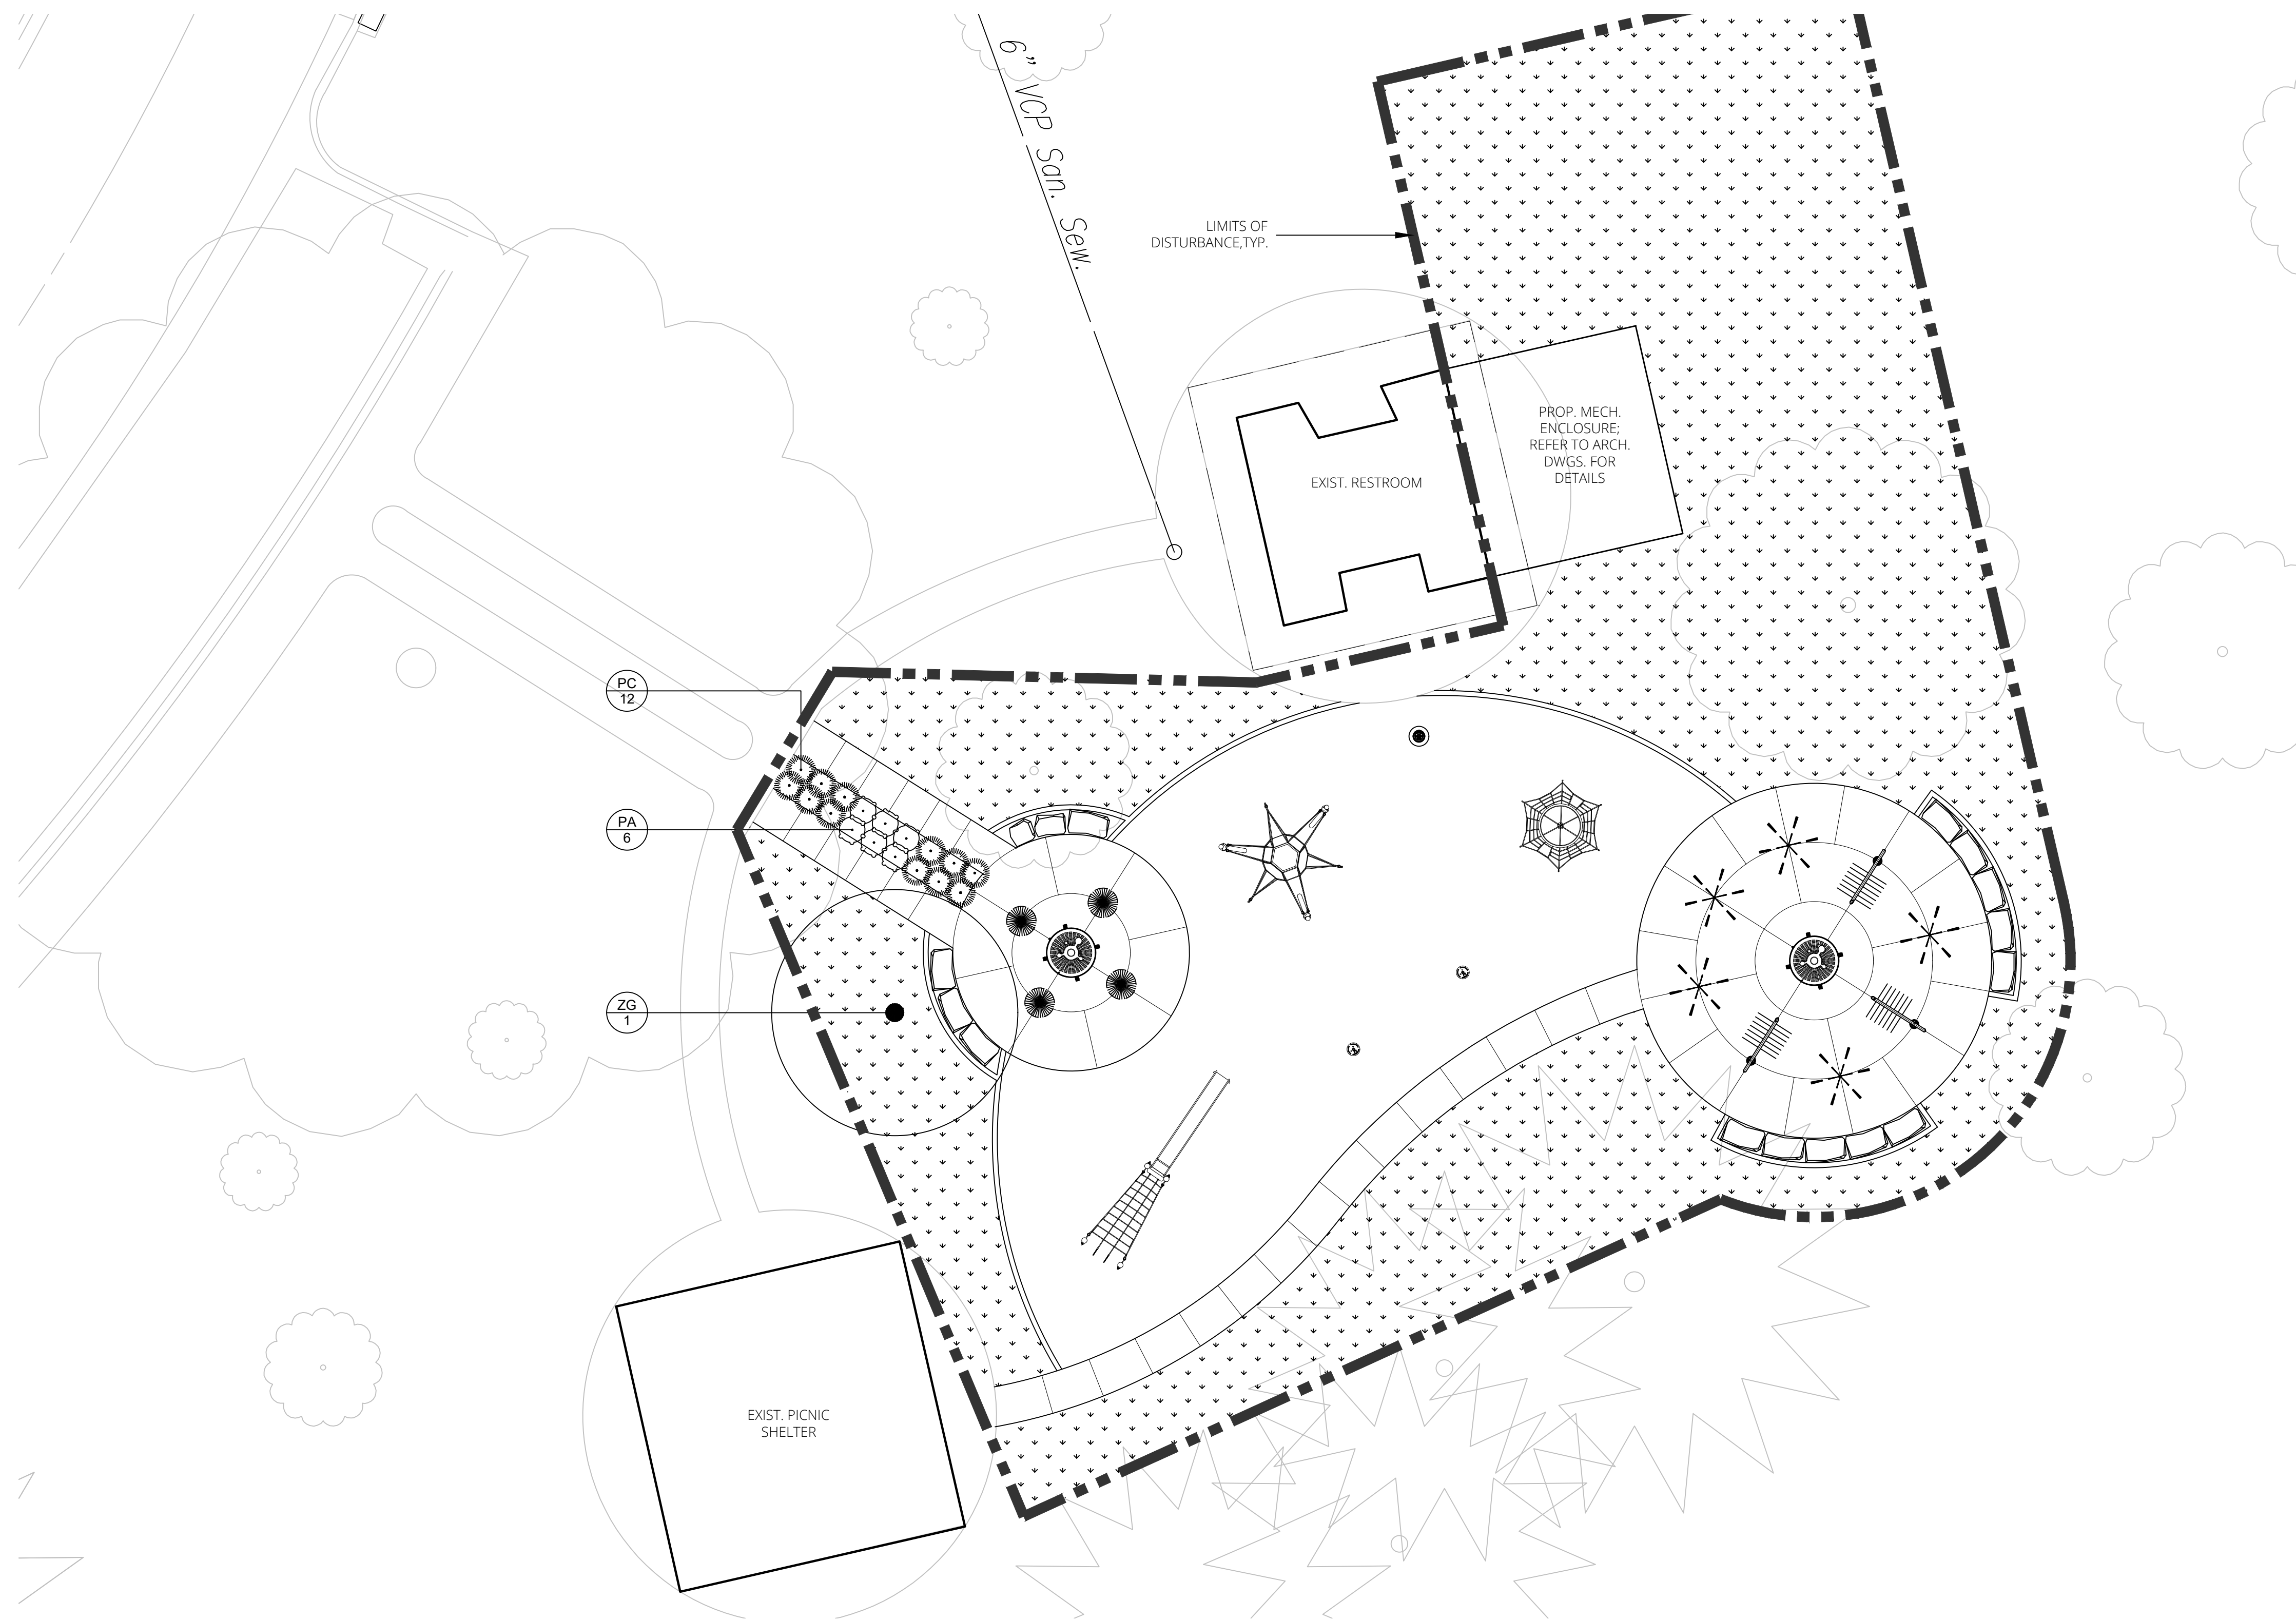 6” VCP San. Sew.
LIMITS OF
DISTURBANCE,TYP.
PROP. MECH.
ENCLOSURE;
REFER TO ARCH.
DWGS. FOR
DETAILS
EXIST. RESTROOM
PC
12
PA
6
ZG
1
EXIST. PICNIC
SHELTER